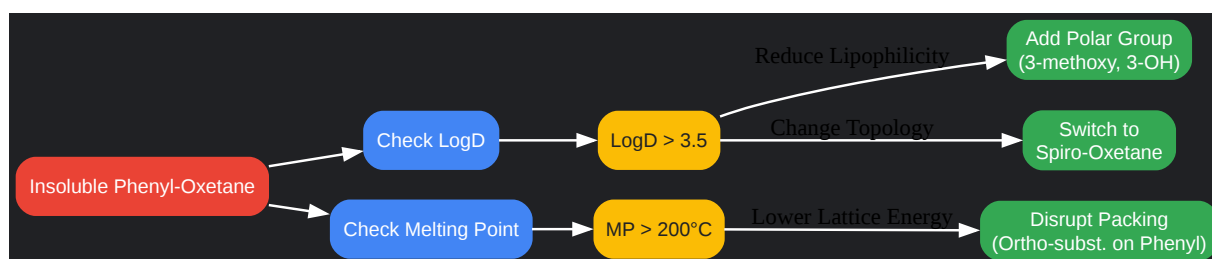 Insoluble Phenyl-Oxetane
Check LogD
LogD > 3.5
Reduce Lipophilicity
Add Polar Group
(3-methoxy, 3-OH)
Change Topology
Switch to
Spiro-Oxetane
Check Melting Point
MP > 200°C
Lower Lattice Energy
Disrupt Packing
(Ortho-subst. on Phenyl)